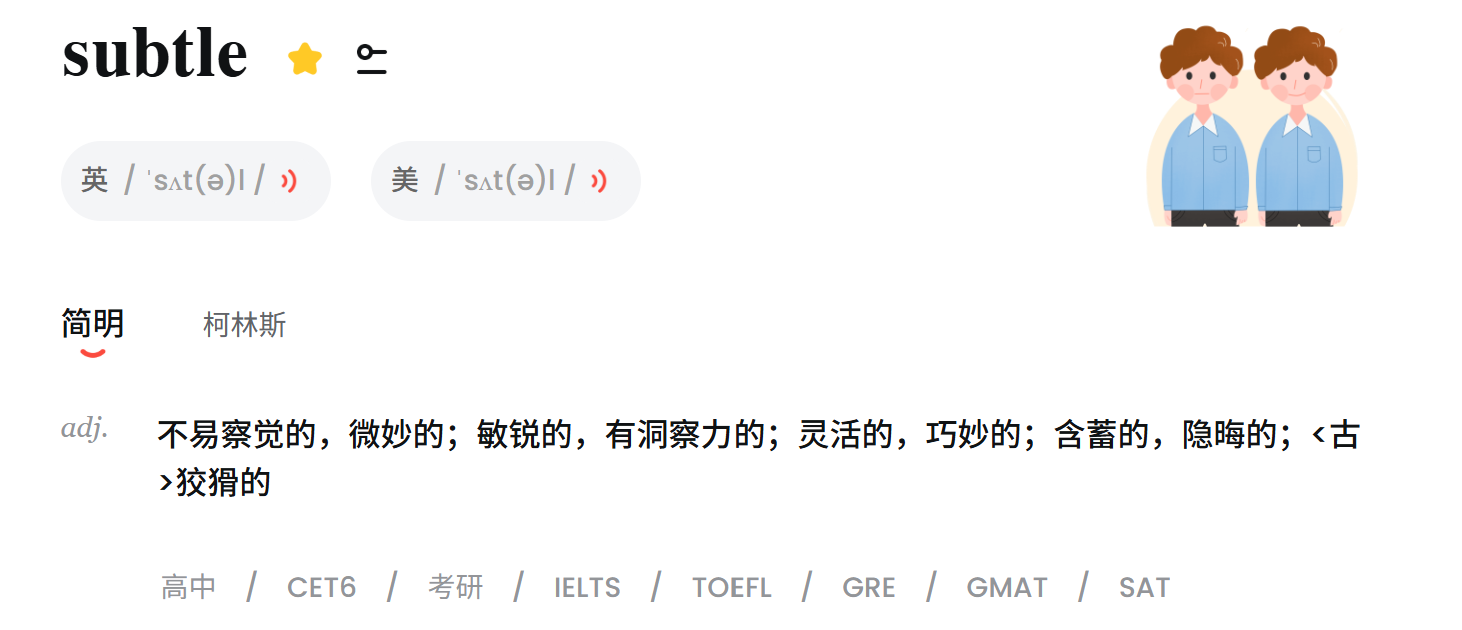 subtle
英 / ˈsʌt(ə)l / 美 / ˈsʌt(ə)l /
简明 柯林斯
adj. 不易察觉的，微妙的；敏锐的，有洞察力的；灵活的，巧妙的；含蓄的，隐晦的；<古
>狡猾的
高中 / CET6 / 考研 / IELTS / TOEFL / GRE / GMAT / SAT